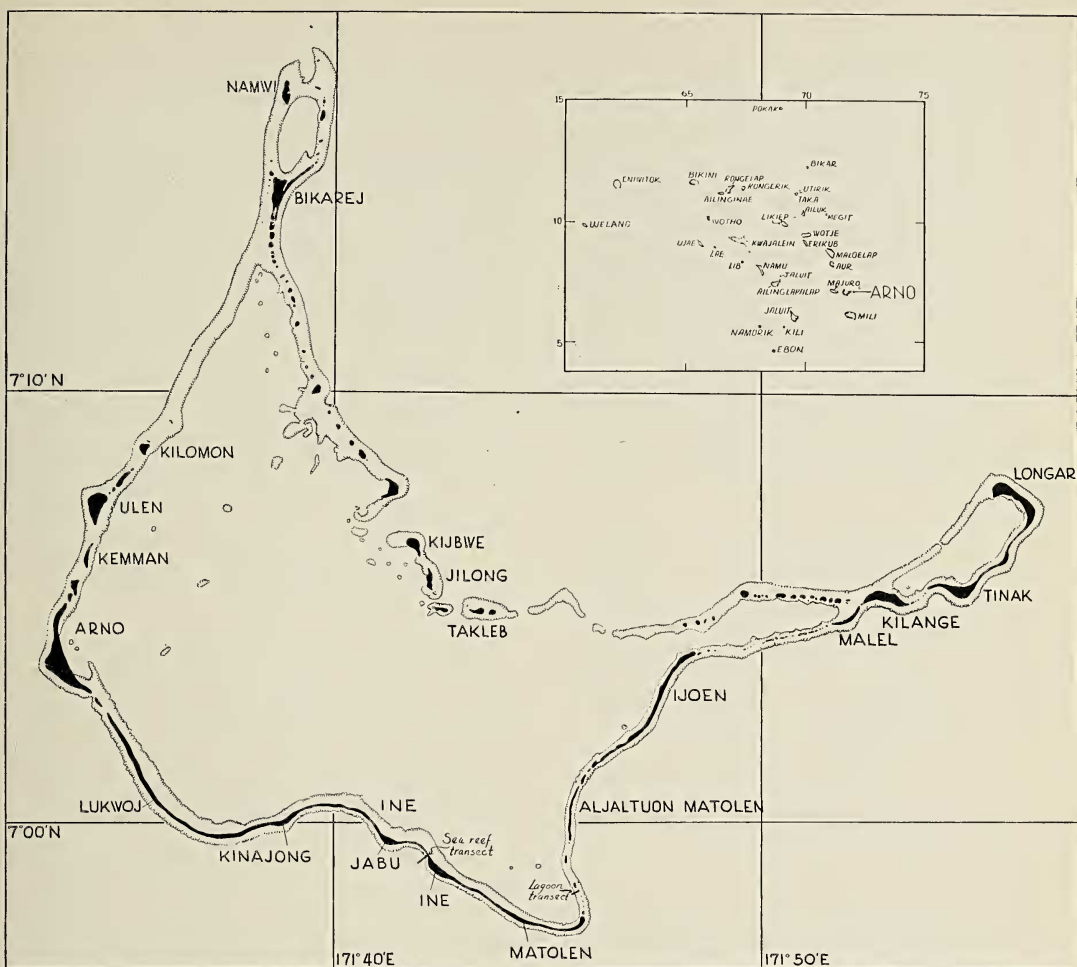 NAMWI
BIKAREJ
15
65
70
75
POKAK
BIKAR
ENIWITOK
BIKINI
RONGELAP
RONGERIK
UTIRIK
AILINGINAE
TAKA
AILUK
MEGIT
10
UJELANG
WOTHO
LIKIEP
WOTJE
UJAE
KWAJALEIN
ERIKUB
LAE
MALOELAP
LIB
NAMU
AUR
JALUIT
MAJURO
AILINGLAPALAP
ARNO
JALUIT
MILI
NAMORIK
KILI
5
EBON
7°10'N
KILOMON
LONGAR
ULEN
KEMMAN
KIJBWE
JILONG
TINAK
ARNO
TAKLEB
KILANGE
MALEL
IJOEN
LUKWOJ
INE
ALJALTUON MATOLEN
7°00'N
KINAJONG
Sea reef
transect
JABU
INE
Lagoon
transect
MATOLEN
171°40'E
171°50'E